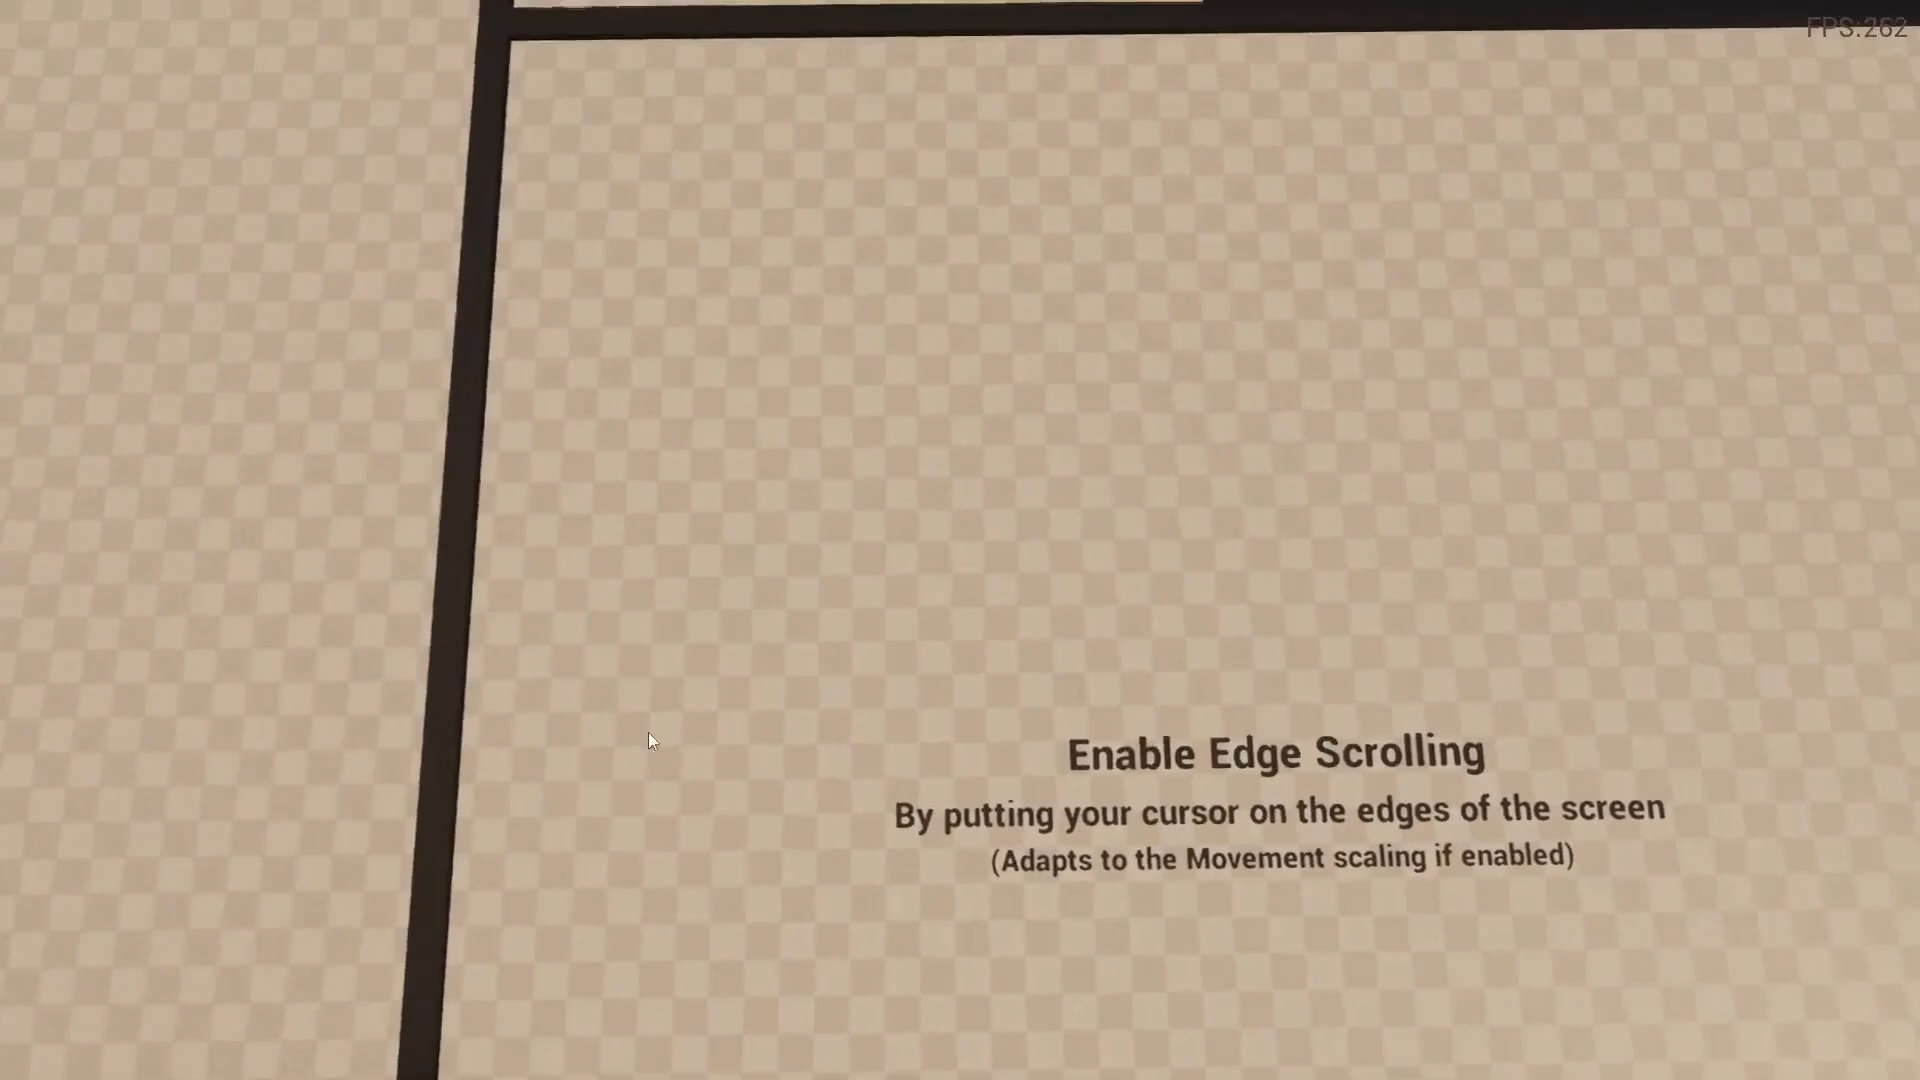 FPS:262
Enable Edge Scrolling
By putting your cursor on the edges of the screen
(Adapts to the Movement scaling if enabled)